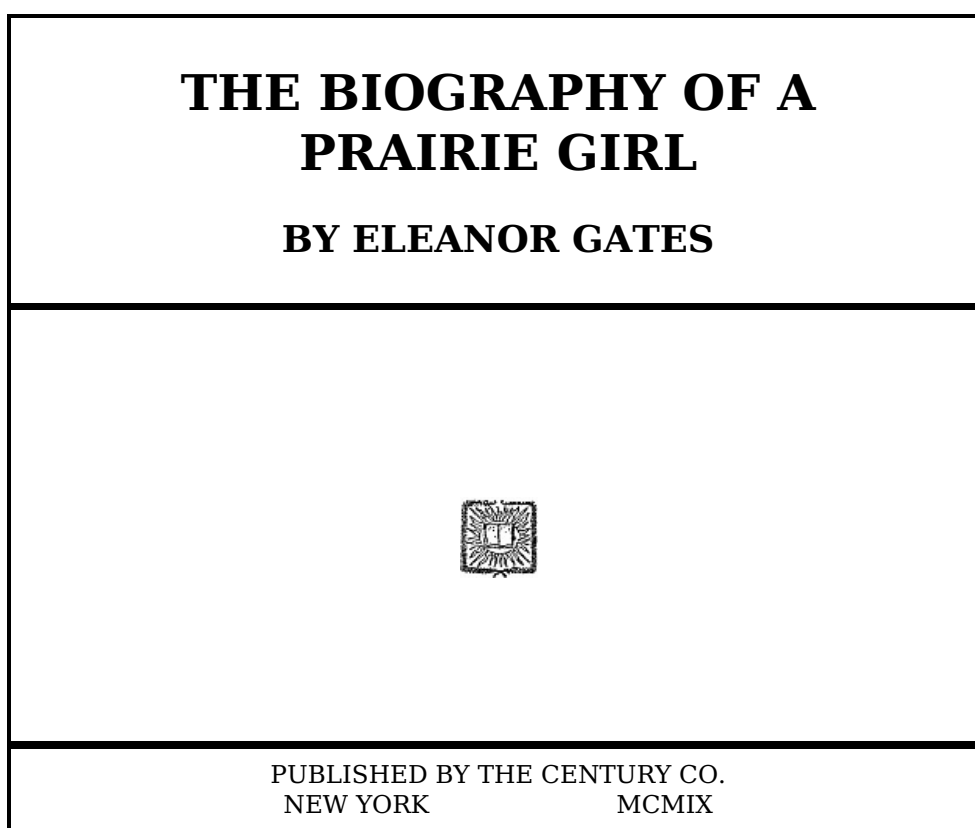 THE BIOGRAPHY OF A
PRAIRIE GIRL
BY ELEANOR GATES
PUBLISHED BY THE CENTURY CO.
NEW YORK MCMIX